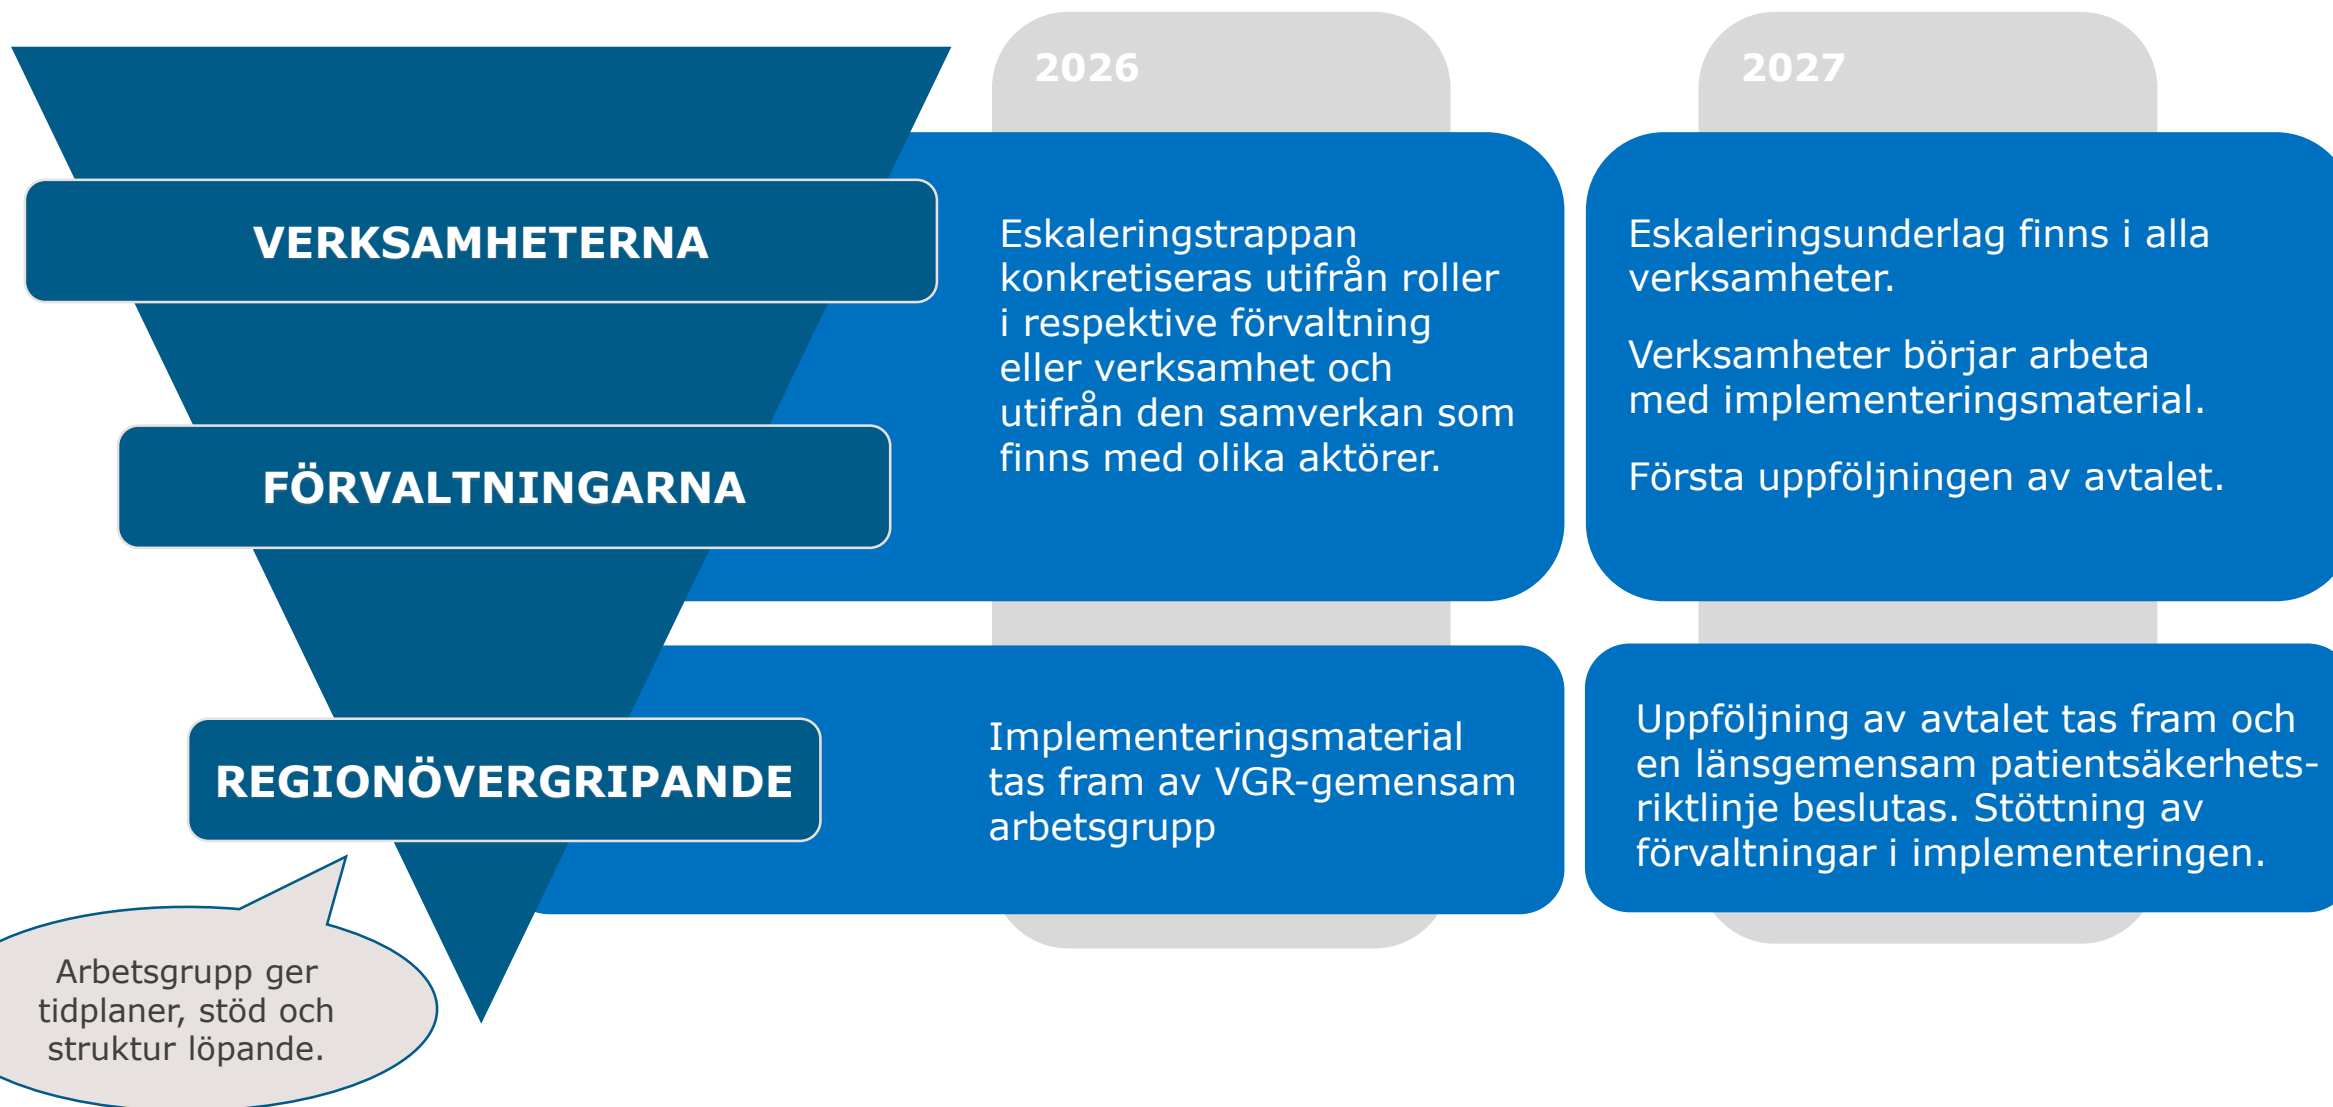 2026
2027
VERKSAMHETERNA
FÖRVALTNINGARNA
Eskaleringstrappan
konkretiseras utifrån roller
i respektive förvaltning
eller verksamhet och
utifrån den samverkan som
finns med olika aktörer.
Eskaleringsunderlag finns i alla
verksamheter.
Verksamheter börjar arbeta
med implementeringsmaterial.
Första uppföljningen av avtalet.
REGIONÖVERGRIPANDE
Implementeringsmaterial
tas fram av VGR-gemensam
arbetsgrupp
Uppföljning av avtalet tas fram och
en länsgemensam patientsäkerhets-
riktlinje beslutas. Stöttning av
förvaltningar i implementeringen.
Arbetsgrupp ger
tidplaner, stöd och
struktur löpande.